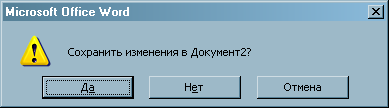 Microsoft Office Word
Сохранить изменения в Документ2?
Да
Нет
Отмена